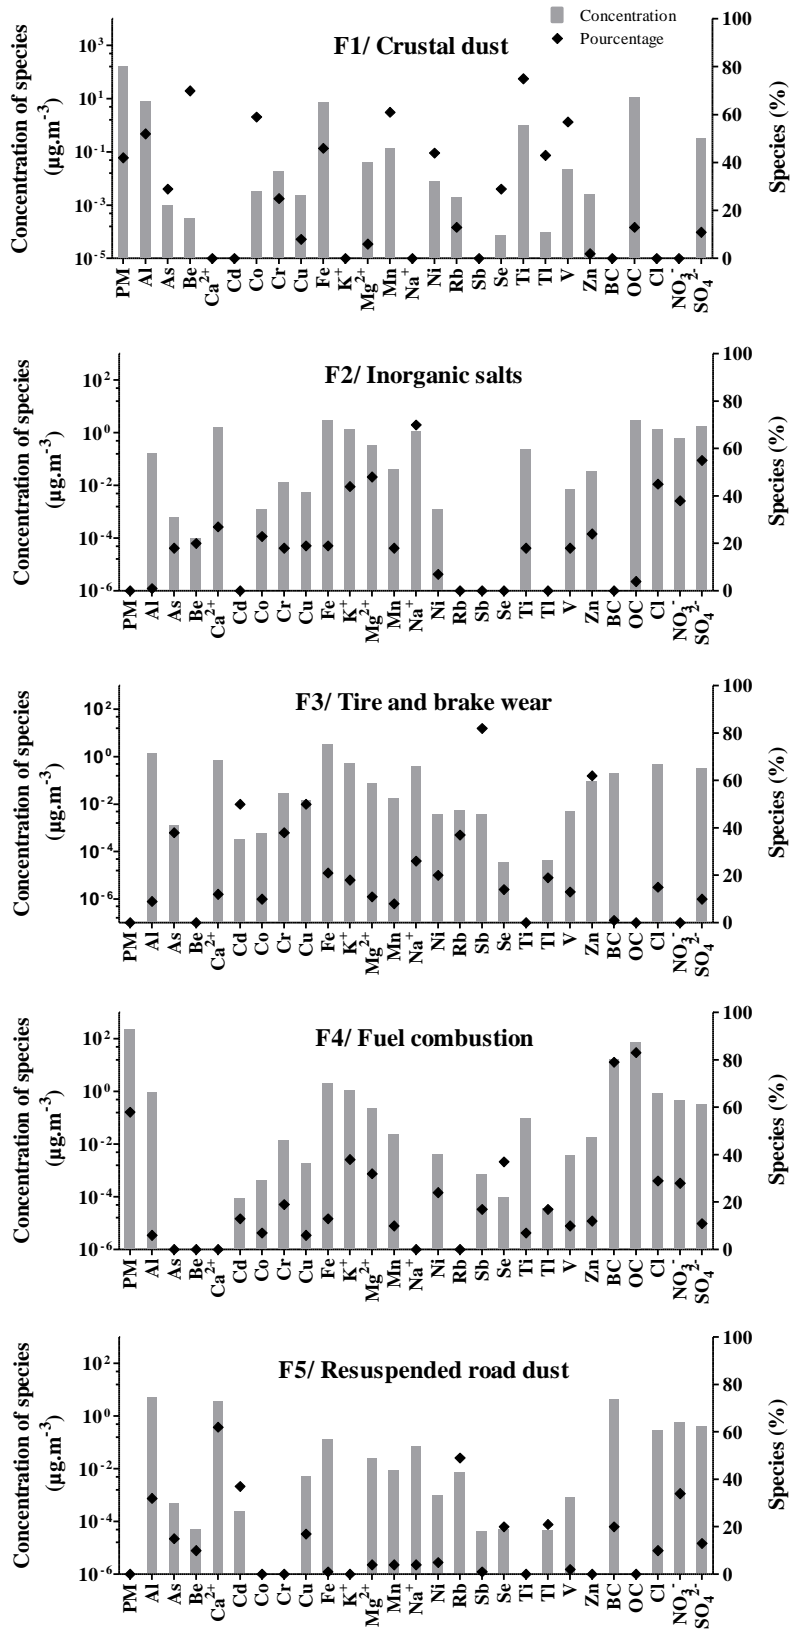 Concentration
Pourcentage
F1/ Crustal dust
Concentration of species
(µg.m⁻³)
10³
10¹
10⁻¹
10⁻³
10⁻⁵
100
80
60
40
20
0
Species (%)
PM Al As Be Ca²⁺ Cd Co Cr Cu Fe K⁺ Mg²⁺ Mn Na⁺ Ni Rb Sb Se Ti Tl V Zn BC OC Cl⁻ NO₃⁻ SO₄²⁻
F2/ Inorganic salts
Concentration of species
(µg.m⁻³)
10²
10⁰
10⁻²
10⁻⁴
10⁻⁶
100
80
60
40
20
0
Species (%)
PM Al As Be Ca²⁺ Cd Co Cr Cu Fe K⁺ Mg²⁺ Mn Na⁺ Ni Rb Sb Se Ti Tl V Zn BC OC Cl⁻ NO₃⁻ SO₄²⁻
F3/ Tire and brake wear
Concentration of species
(µg.m⁻³)
10²
10⁰
10⁻²
10⁻⁴
10⁻⁶
100
80
60
40
20
0
Species (%)
PM Al As Be Ca²⁺ Cd Co Cr Cu Fe K⁺ Mg²⁺ Mn Na⁺ Ni Rb Sb Se Ti Tl V Zn BC OC Cl⁻ NO₃⁻ SO₄²⁻
F4/ Fuel combustion
Concentration of species
(µg.m⁻³)
10²
10⁰
10⁻²
10⁻⁴
10⁻⁶
100
80
60
40
20
0
Species (%)
PM Al As Be Ca²⁺ Cd Co Cr Cu Fe K⁺ Mg²⁺ Mn Na⁺ Ni Rb Sb Se Ti Tl V Zn BC OC Cl⁻ NO₃⁻ SO₄²⁻
F5/ Resuspended road dust
Concentration of species
(µg.m⁻³)
10²
10⁰
10⁻²
10⁻⁴
10⁻⁶
100
80
60
40
20
0
Species (%)
PM Al As Be Ca²⁺ Cd Co Cr Cu Fe K⁺ Mg²⁺ Mn Na⁺ Ni Rb Sb Se Ti Tl V Zn BC OC Cl⁻ NO₃⁻ SO₄²⁻